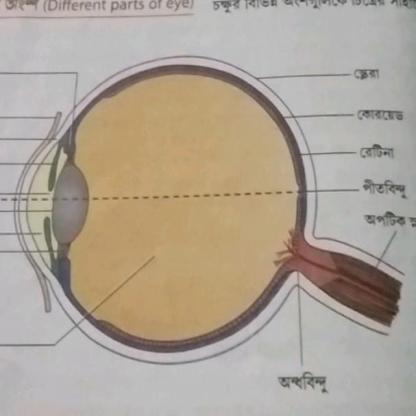 অংশ (Different parts of eye) চক্ষুর বিভিন্ন অংশগুলিকে চিত্রের
স্ক্লেরা
কোরয়েড
রেটিনা
পীতবিন্দু
অপটিক
অন্ধবিন্দু